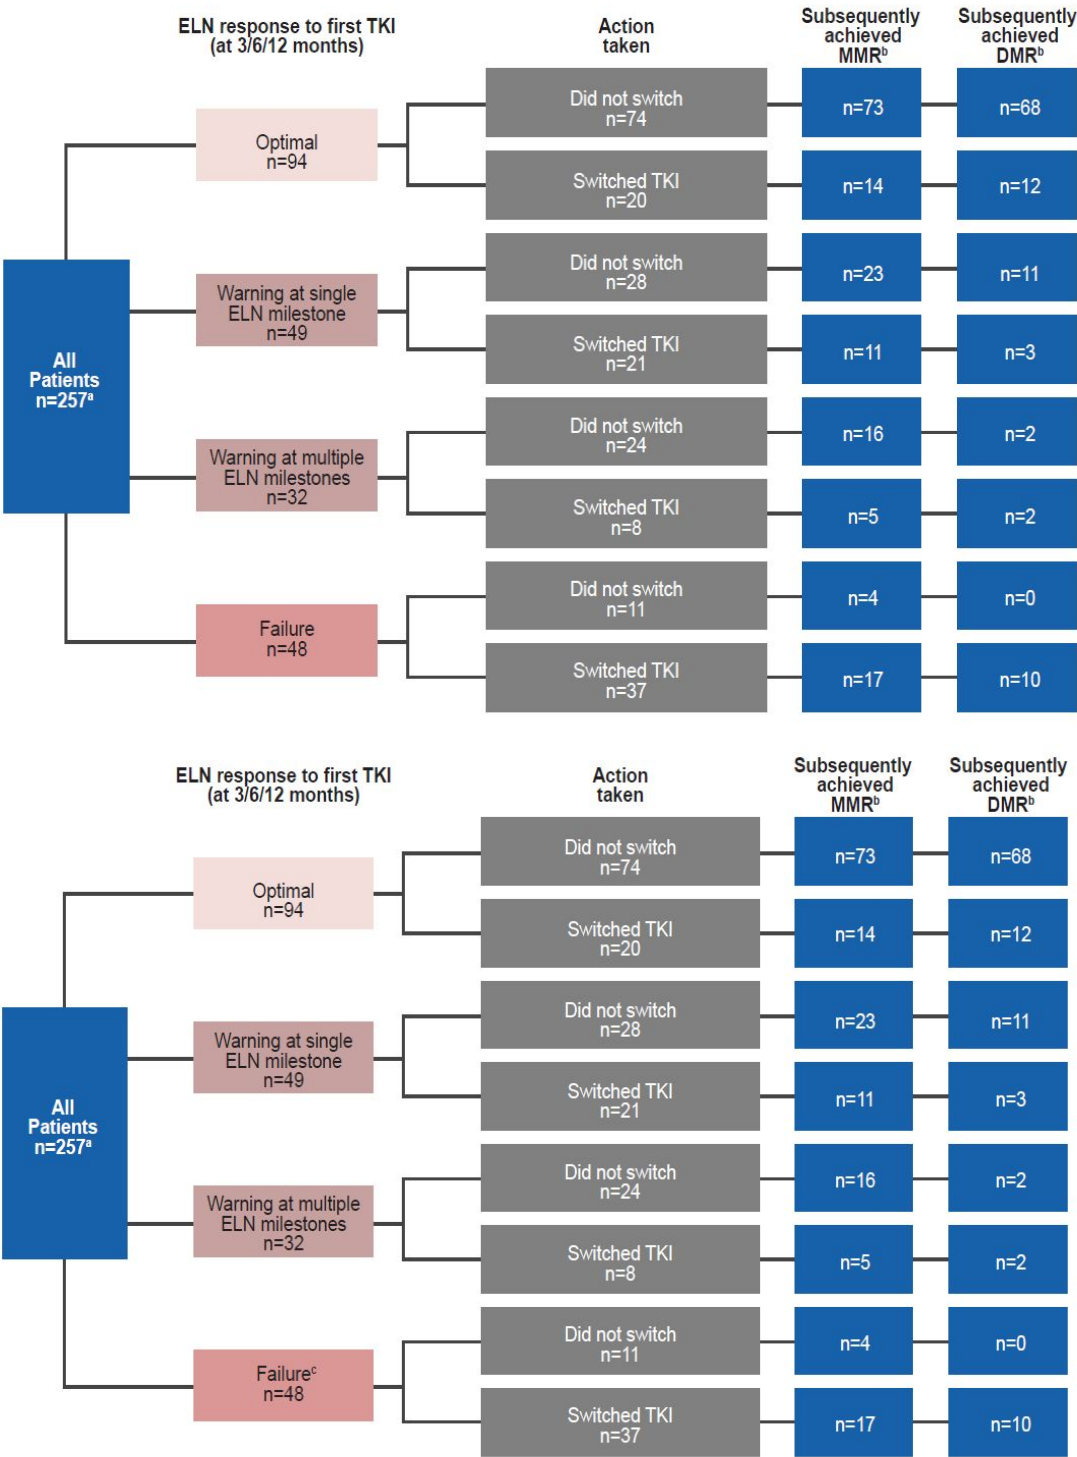 ELN response to first TKI
(at 3/6/12 months)
Action
taken
Subsequently
achieved
MMRᵇ
Subsequently
achieved
DMRᵇ
All
Patients
n=257ᵃ
Optimal
n=94
Did not switch
n=74
n=73
n=68
Switched TKI
n=20
n=14
n=12
Warning at single
ELN milestone
n=49
Did not switch
n=28
n=23
n=11
Switched TKI
n=21
n=11
n=3
Warning at multiple
ELN milestones
n=32
Did not switch
n=24
n=16
n=2
Switched TKI
n=8
n=5
n=2
Failure
n=48
Did not switch
n=11
n=4
n=0
Switched TKI
n=37
n=17
n=10
ELN response to first TKI
(at 3/6/12 months)
Action
taken
Subsequently
achieved
MMRᵇ
Subsequently
achieved
DMRᵇ
All
Patients
n=257ᵃ
Optimal
n=94
Did not switch
n=74
n=73
n=68
Switched TKI
n=20
n=14
n=12
Warning at single
ELN milestone
n=49
Did not switch
n=28
n=23
n=11
Switched TKI
n=21
n=11
n=3
Warning at multiple
ELN milestones
n=32
Did not switch
n=24
n=16
n=2
Switched TKI
n=8
n=5
n=2
Failureᶜ
n=48
Did not switch
n=11
n=4
n=0
Switched TKI
n=37
n=17
n=10